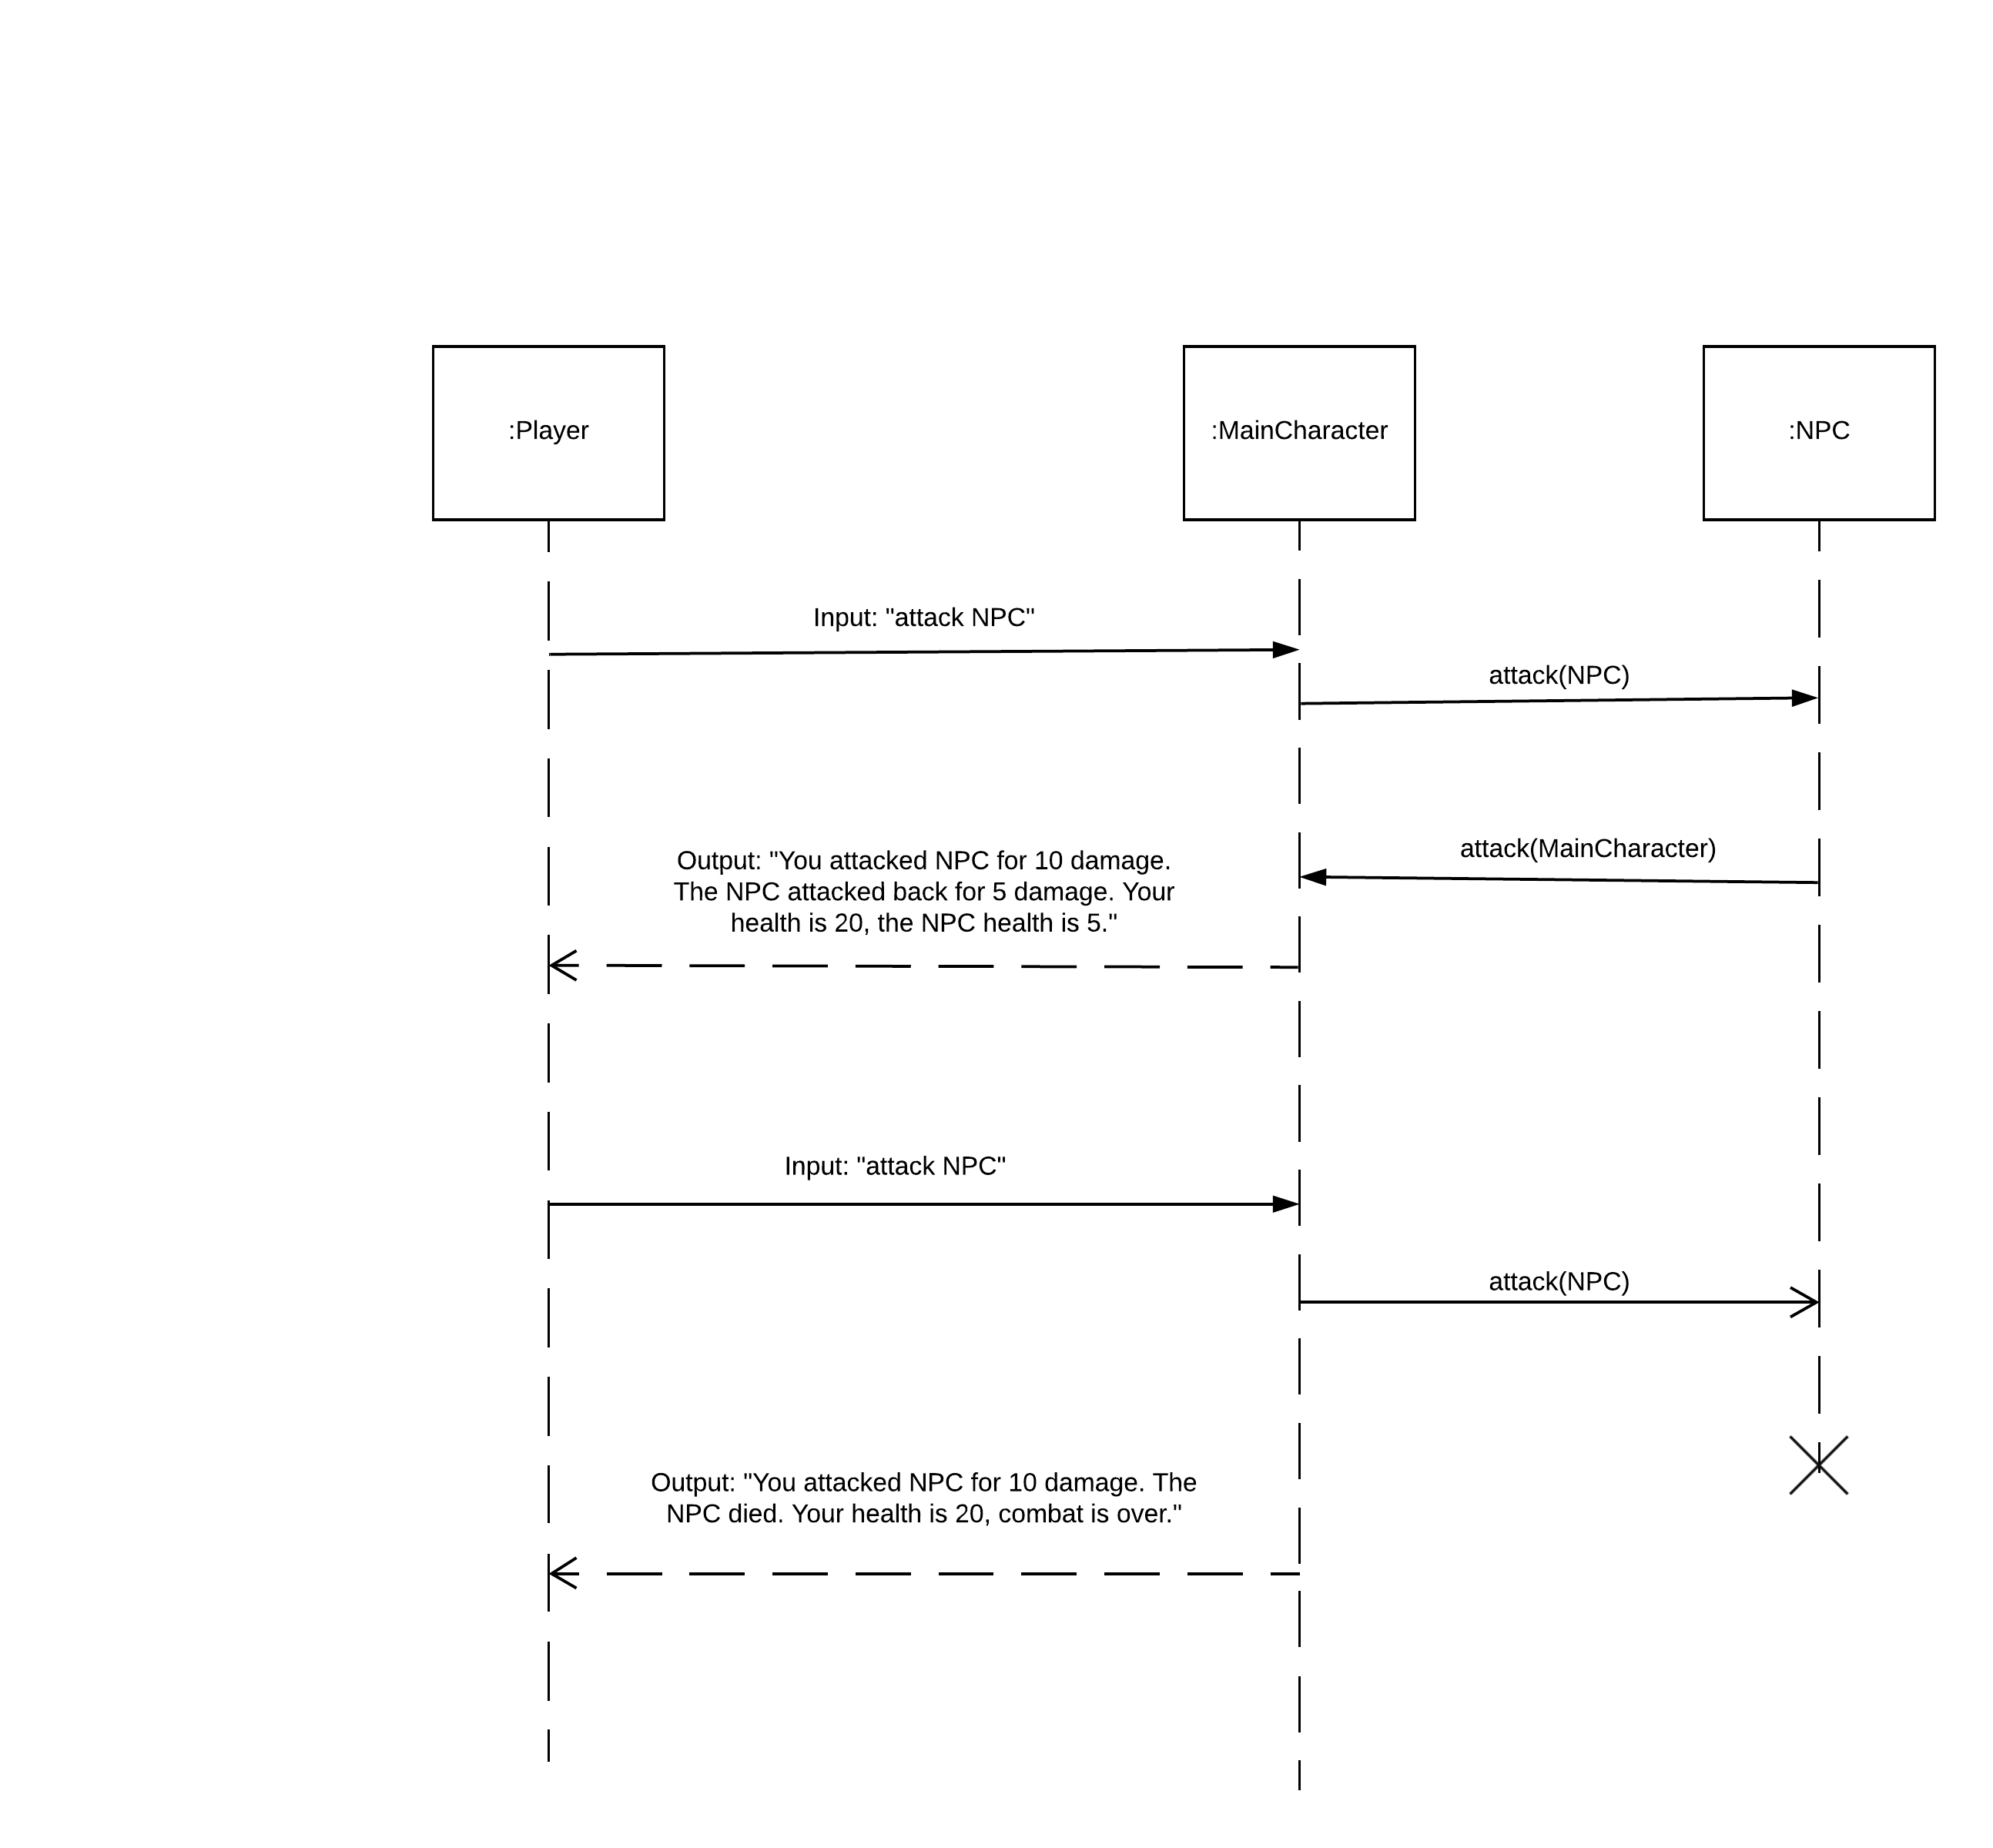 :Player
:MainCharacter
:NPC
Input: "attack NPC"
attack(NPC)
attack(MainCharacter)
Output: "You attacked NPC for 10 damage.
The NPC attacked back for 5 damage. Your
health is 20, the NPC health is 5."
Input: "attack NPC"
attack(NPC)
Output: "You attacked NPC for 10 damage. The
NPC died. Your health is 20, combat is over."